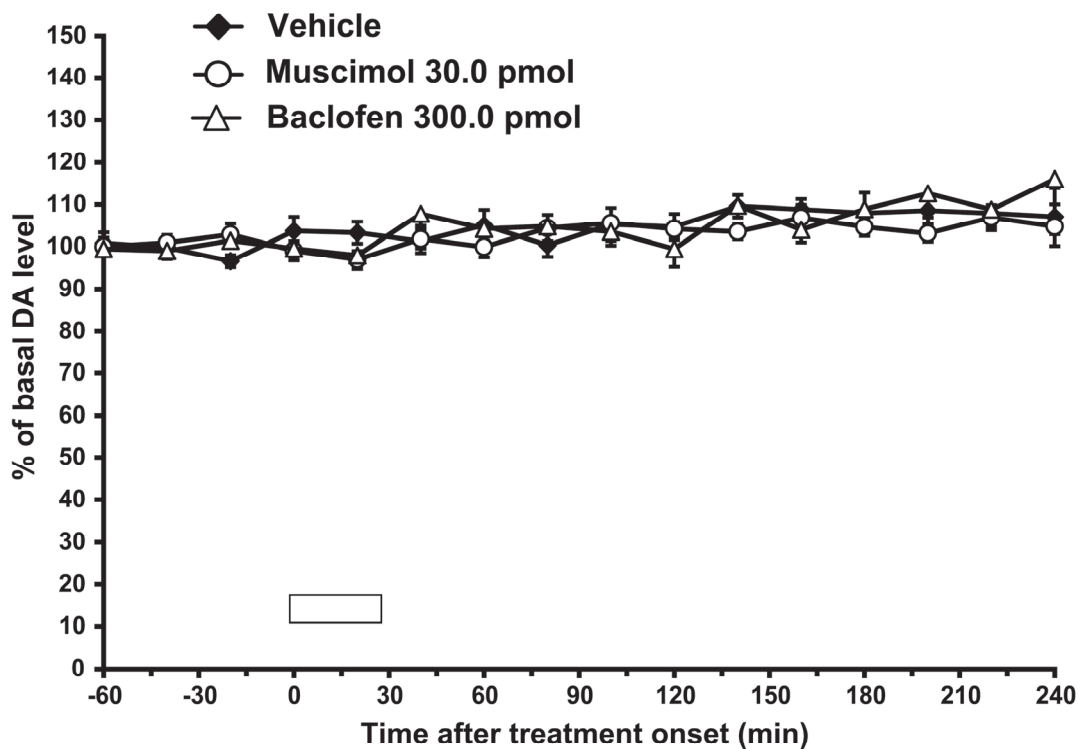 Vehicle
Muscimol 30.0 pmol
Baclofen 300.0 pmol
% of basal DA level
150
140
130
120
110
100
90
80
70
60
50
40
30
20
10
0
-60 -30 0 30 60 90 120 150 180 210 240
Time after treatment onset (min)